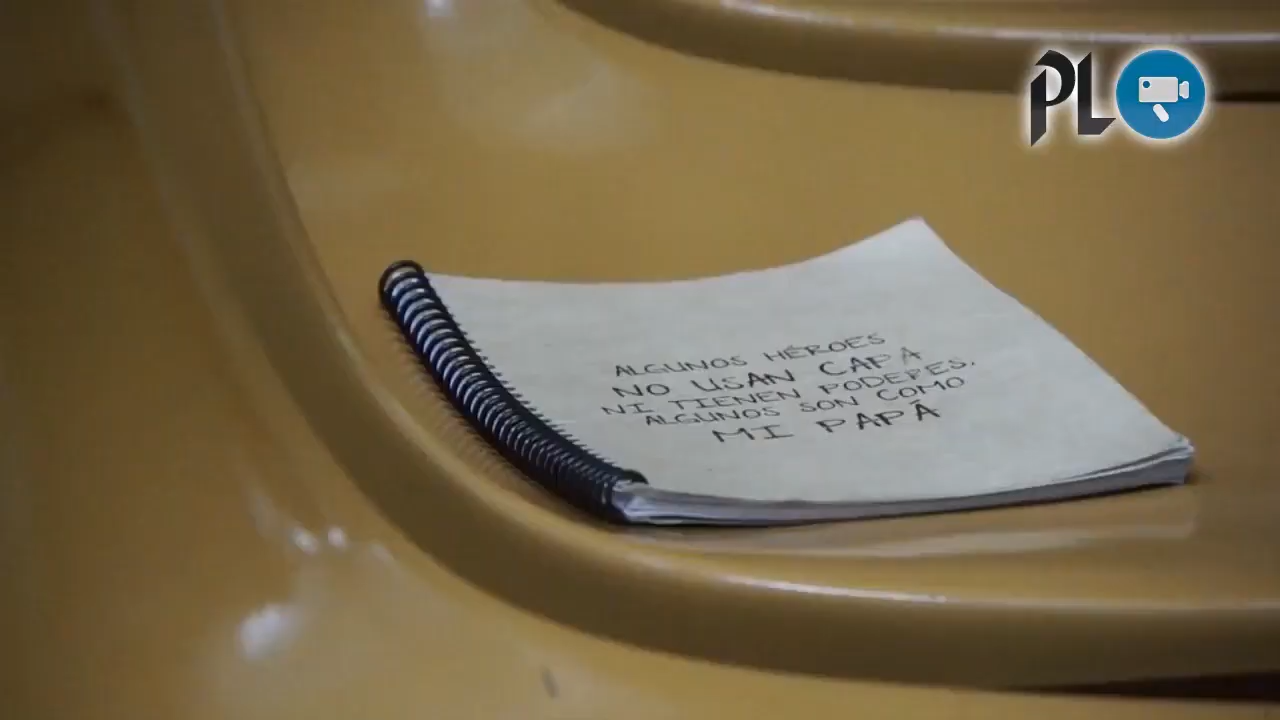 PL
ALGUNOS HÉROES
NO USAN CAPA
NI TIENEN PODERES.
ALGUNOS SON COMO
MI PAPÁ